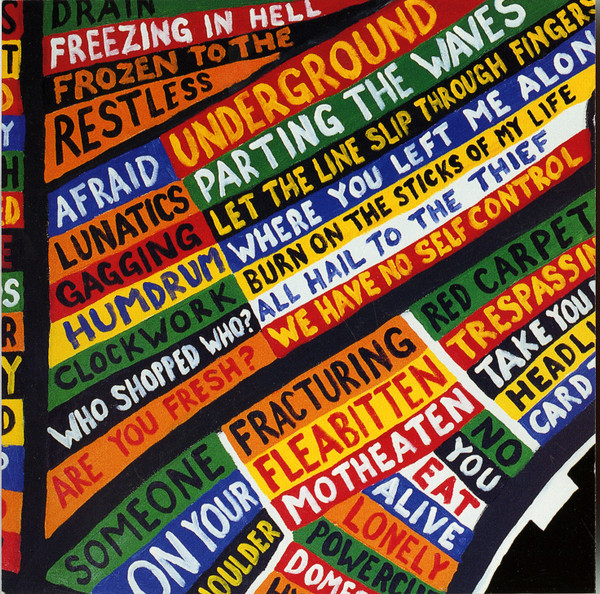 DRAIN
FREEZING IN HELL
FROZEN TO THE
RESTLESS
UNDERGROUND
AFRAID
PARTING THE WAVES
LUNATICS
LET THE LINE SLIP THROUGH FINGERS
GAGGING
WHERE YOU LEFT ME ALON
HUMDRUM
BURN ON THE STICKS OF MY LIFE
CLOCKWORK
ALL HAIL TO THE THIEF
WHO SHOPPED WHO?
WE HAVE NO SELF CONTROL
ARE YOU FRESH?
FRACTURING
RED CARPET
FLEABITTEN
TRESPASSIN
MOTHEATEN
TAKE YOU
HEADL
CARD
SOMEONE
ON YOUR
SHOULDER
NO
YOU
EAT
ALIVE
LONELY
POWERCU
DOMES